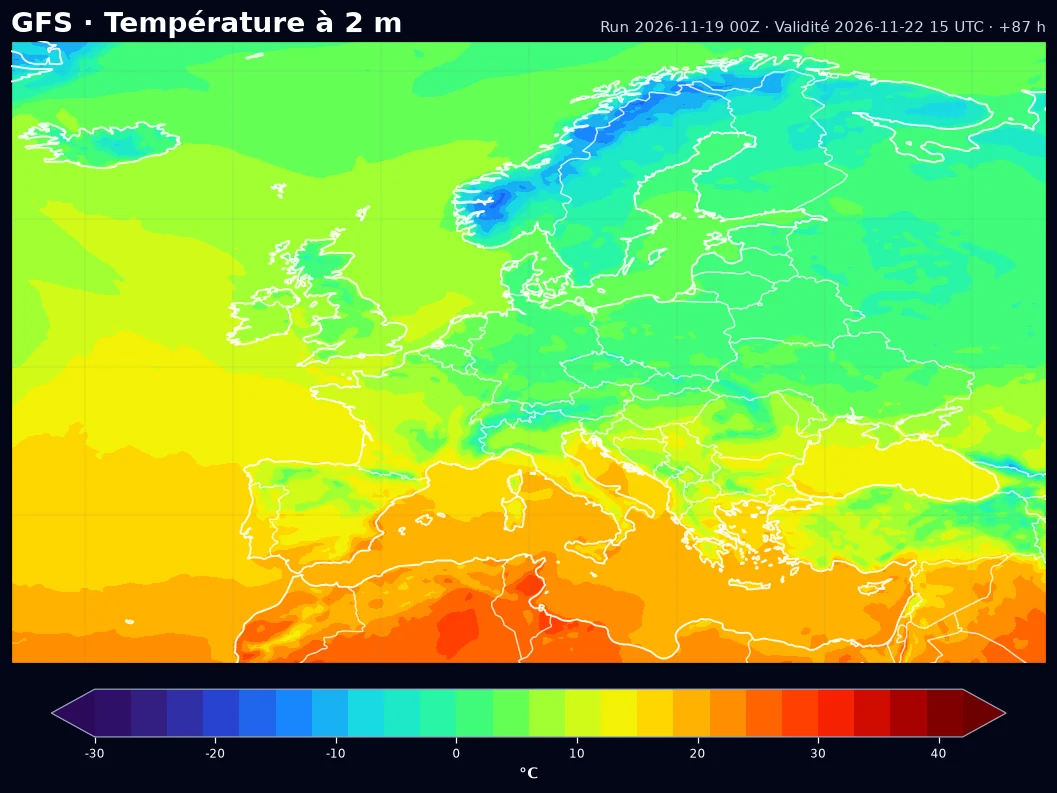 GFS · Température à 2 m
Run 2026-11-19 00Z · Validité 2026-11-22 15 UTC · +87 h
-30 -20 -10 0 10 20 30 40
°C